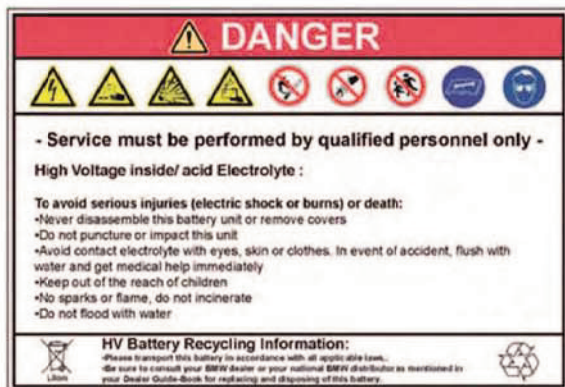 DANGER
- Service must be performed by qualified personnel only -
High Voltage inside/ acid Electrolyte :
To avoid serious injuries (electric shock or burns) or death:
•Never disassemble this battery unit or remove covers
•Do not puncture or impact this unit
•Avoid contact electrolyte with eyes, skin or clothes. In event of accident, flush with
water and get medical help immediately
•Keep out of the reach of children
•No sparks or flame, do not incinerate
•Do not flood with water
HV Battery Recycling Information:
•Please transport this battery in accordance with all applicable laws..
•Be sure to consult your BMW dealer or your national BMW distributor as mentioned in
your Dealer Guide-Book for replacing and disposing of this battery.
LiIon